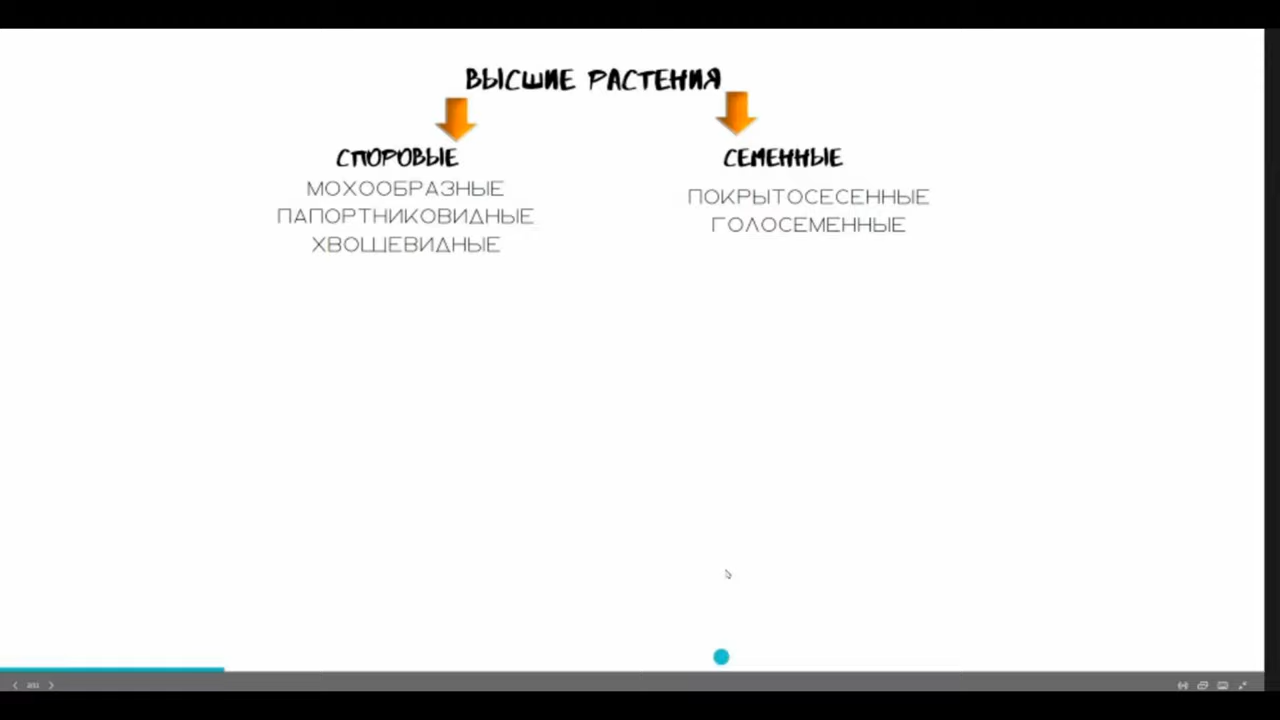 ВЫСШИЕ РАСТЕНИЯ
СПОРОВЫЕ
МОХООБРАЗНЫЕ
ПАПОРТНИКОВИДНЫЕ
ХВОЩЕВИДНЫЕ
СЕМЕННЫЕ
ПОКРЫТОСЕСЕННЫЕ
ГОЛОСЕМЕННЫЕ